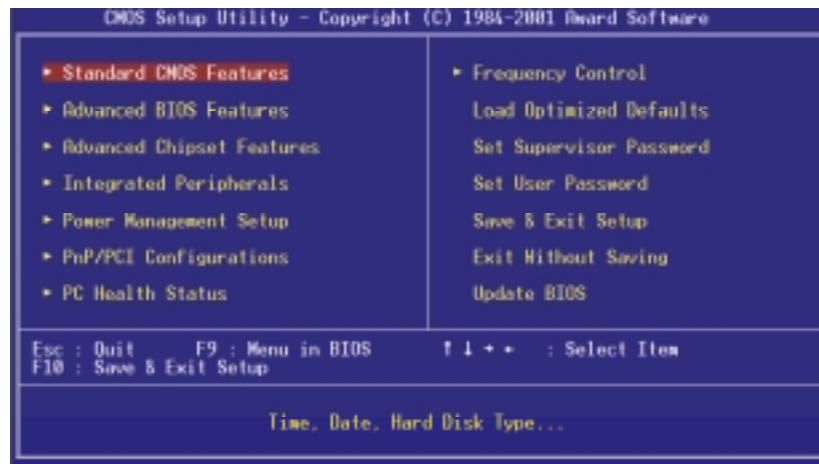 CMOS Setup Utility - Copyright (C) 1984-2001 Award Software
▸ Standard CMOS Features
▸ Advanced BIOS Features
▸ Advanced Chipset Features
▸ Integrated Peripherals
▸ Power Management Setup
▸ PnP/PCI Configurations
▸ PC Health Status
▸ Frequency Control
Load Optimized Defaults
Set Supervisor Password
Set User Password
Save & Exit Setup
Exit Without Saving
Update BIOS
Esc : Quit F9 : Menu in BIOS ↑ ↓ → ← : Select Item
F10 : Save & Exit Setup
Time, Date, Hard Disk Type...